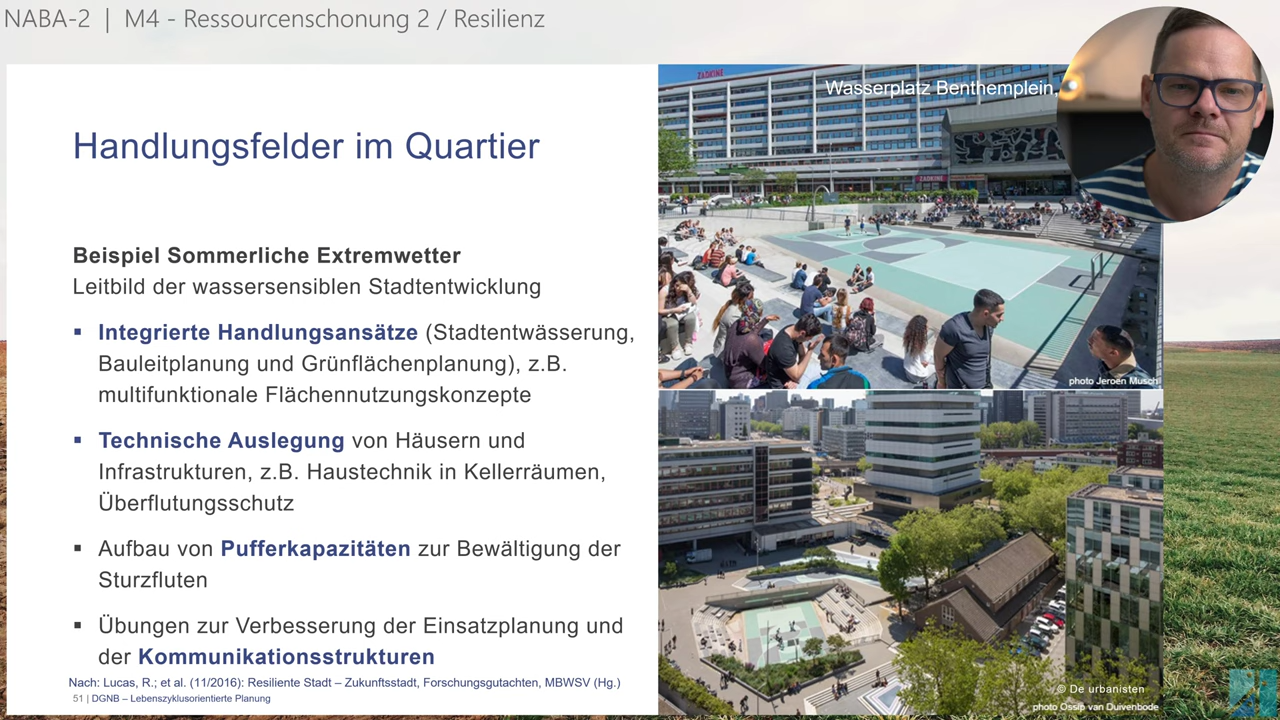 NABA-2 | M4 - Ressourcenschonung 2 / Resilienz
Handlungsfelder im Quartier
Beispiel Sommerliche Extremwetter
Leitbild der wassersensiblen Stadtentwicklung
▪ Integrierte Handlungsansätze (Stadtentwässerung,
Bauleitplanung und Grünflächenplanung), z.B.
multifunktionale Flächennutzungskonzepte
▪ Technische Auslegung von Häusern und
Infrastrukturen, z.B. Haustechnik in Kellerräumen,
Überflutungsschutz
▪ Aufbau von Pufferkapazitäten zur Bewältigung der
Sturzfluten
▪ Übungen zur Verbesserung der Einsatzplanung und
der Kommunikationsstrukturen
Nach: Lucas, R.; et al. (11/2016): Resiliente Stadt – Zukunftsstadt, Forschungsgutachten, MBWSV (Hg.)
51 | DGNB – Lebenszyklusorientierte Planung
Wasserplatz Benthemplein,
ZADKINE
ZADKINE
photo Jeroen Musch
© De urbanisten
photo Ossip van Duivenbode